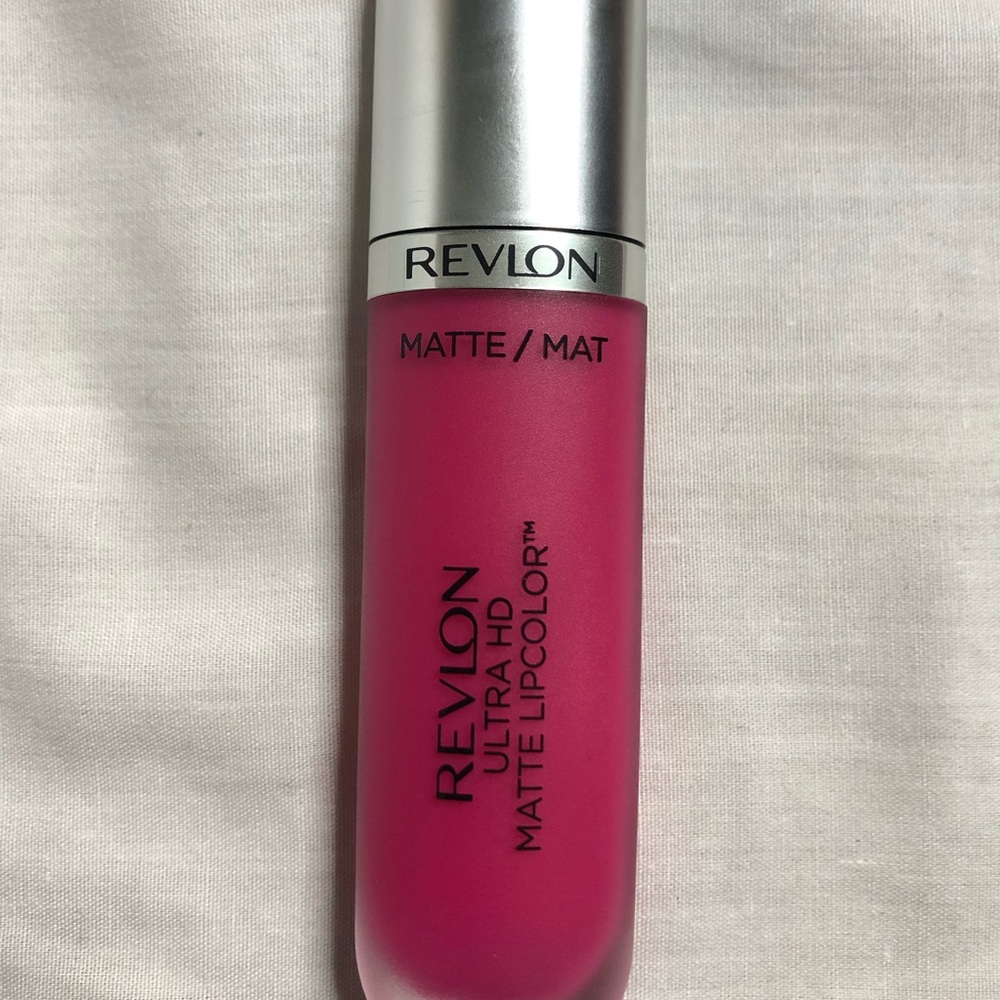 REVLON
MATTE / MAT
REVLON
ULTRA HD
MATTE LIPCOLOR™